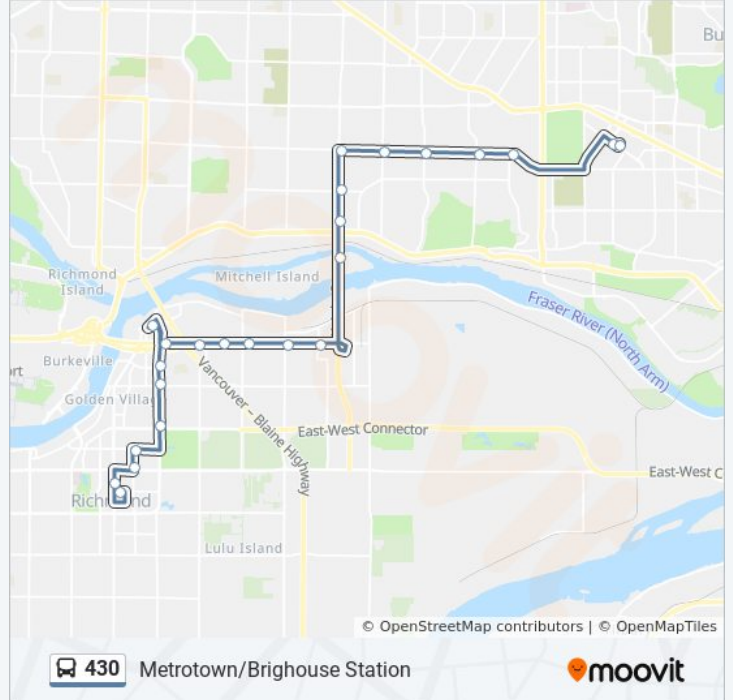 Bu
Richmond
Island
Mitchell Island
Fraser River (North Arm)
Burkeville
ort
Golden Villag
Vancouver – Blaine Highway
East-West Connector
East-West C
Richmond
Lulu Island
© OpenStreetMap contributors | © OpenMapTiles
430 Metrotown/Brighouse Station
moovit